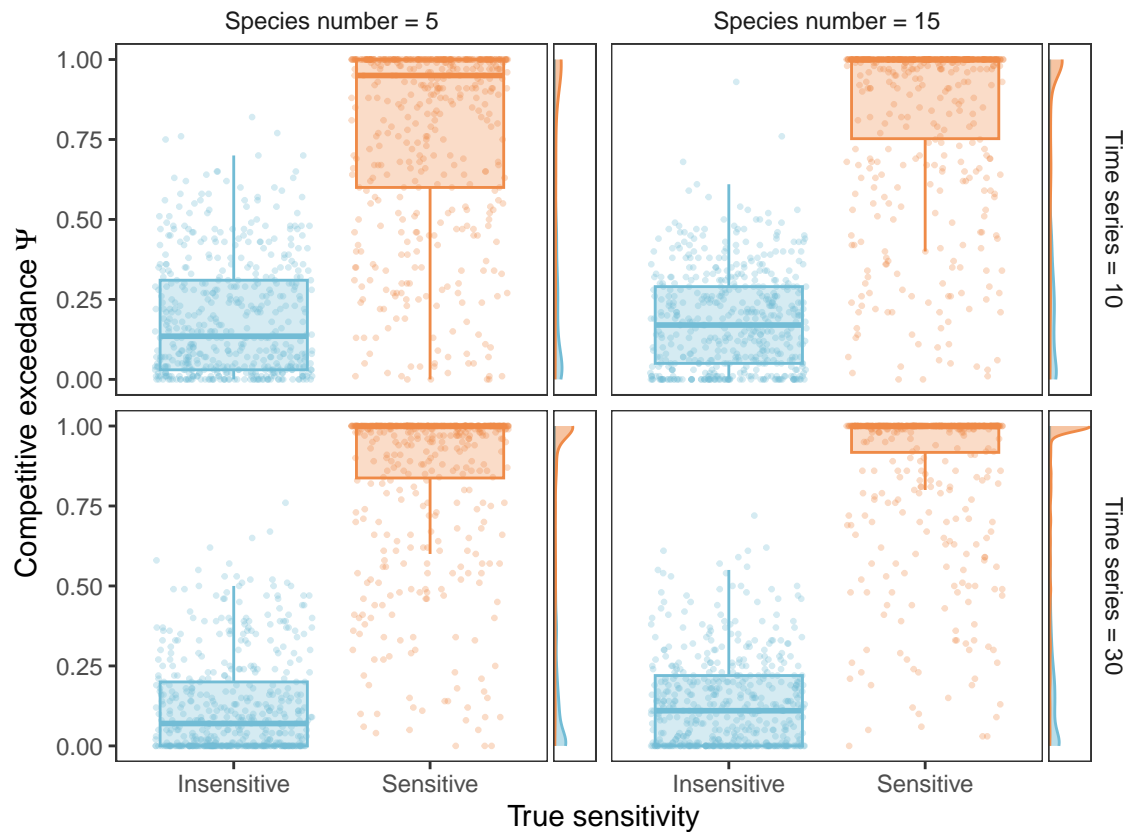 Species number = 5
Species number = 15
Competitive exceedance Ψ
1.00
0.75
0.50
0.25
0.00
Time series = 10
1.00
0.75
0.50
0.25
0.00
Time series = 30
Insensitive
Sensitive
Insensitive
Sensitive
True sensitivity